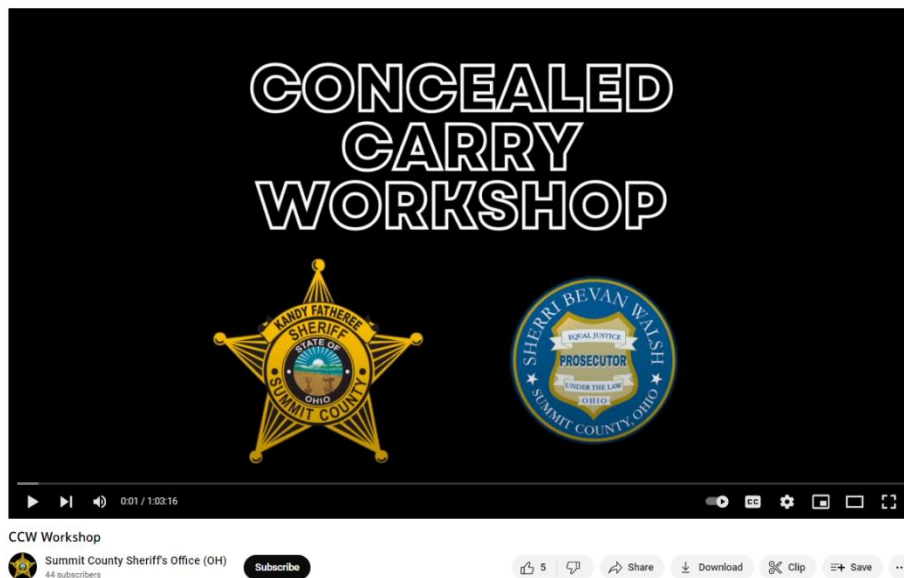 CONCEALED
CARRY
WORKSHOP
KANDY FATHEREE
SHERIFF
STATE OF
OHIO
SUMMIT COUNTY
SHERRI BEVAN WALSH
EQUAL JUSTICE
PROSECUTOR
UNDER THE LAW
OHIO
SUMMIT COUNTY, OHIO
0:01 / 1:03:16
CC
CCW Workshop
Summit County Sheriff's Office (OH)
44 subscribers
Subscribe
5
Share
Download
Clip
Save